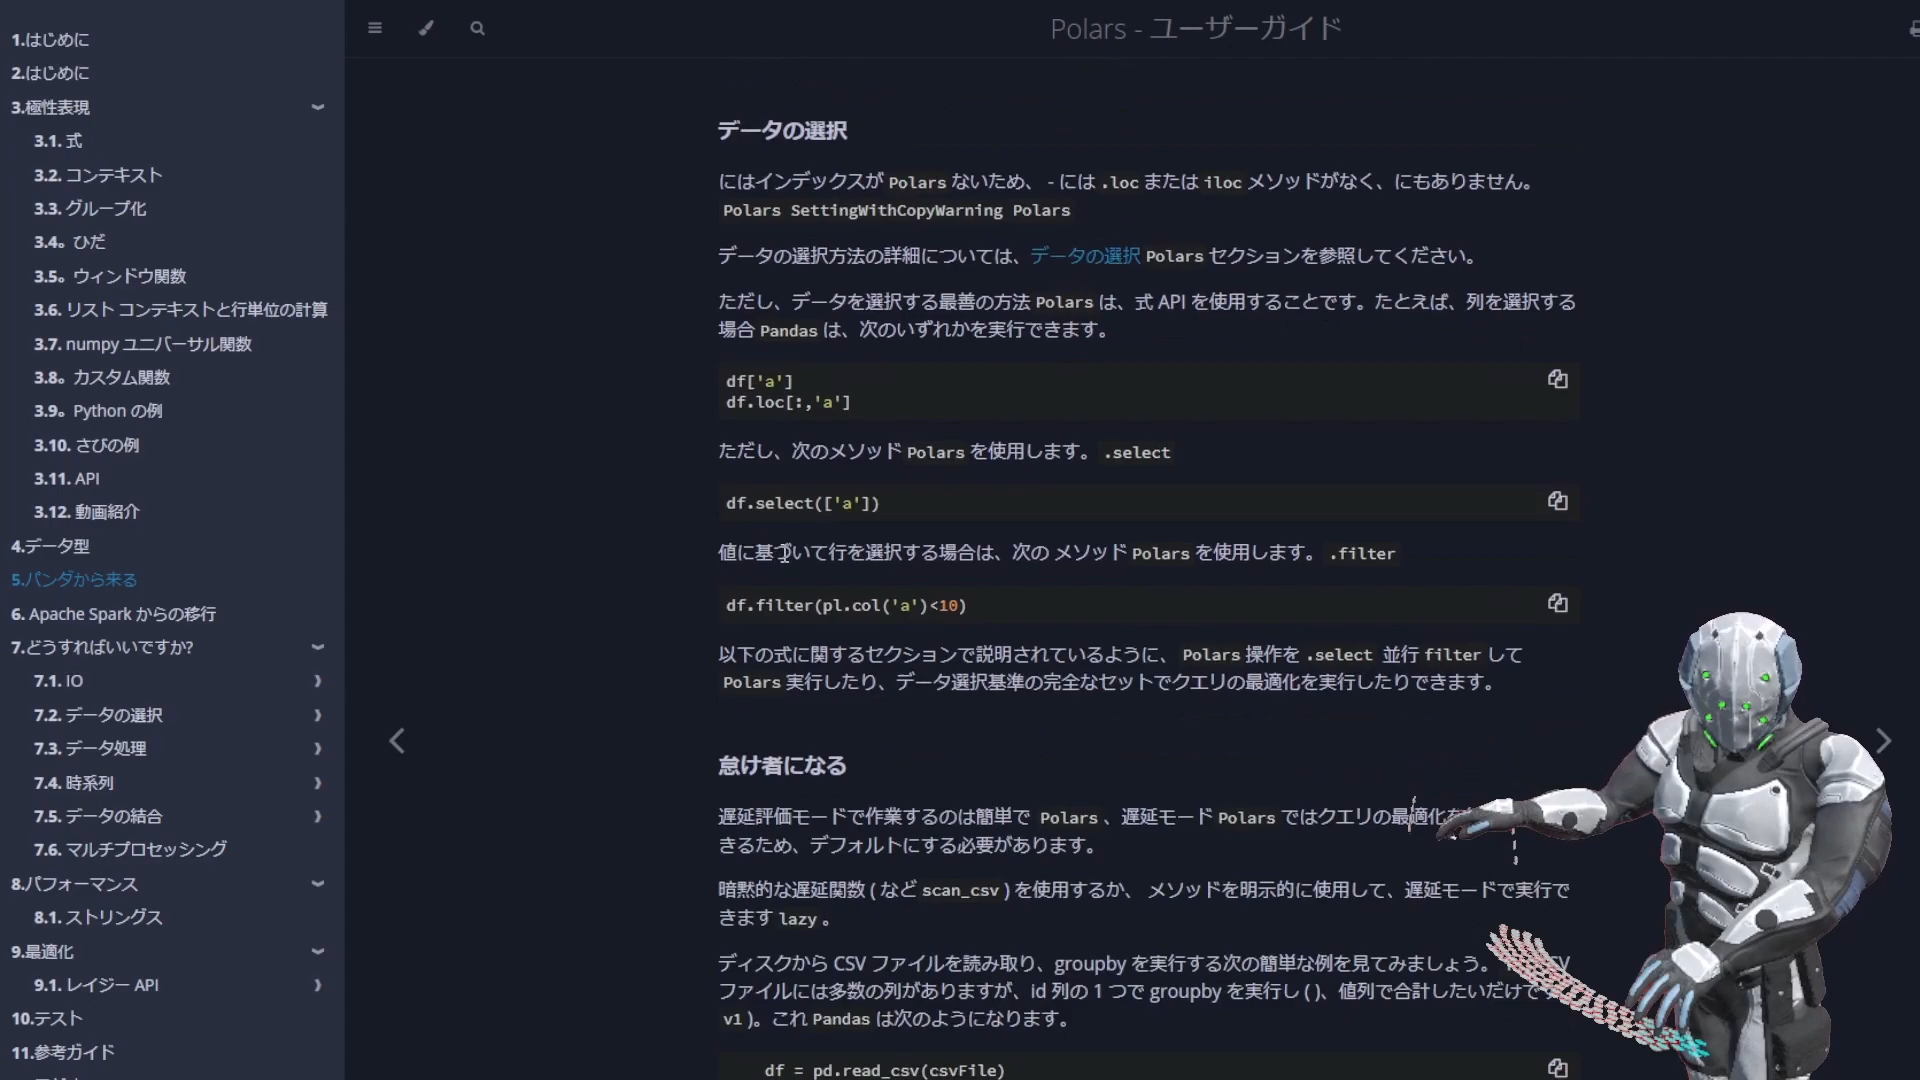 1.はじめに
2.はじめに
3.極性表現
3.1. 式
3.2. コンテキスト
3.3. グループ化
3.4。ひだ
3.5。ウィンドウ関数
3.6. リスト コンテキストと行単位の計算
3.7. numpy ユニバーサル関数
3.8。カスタム関数
3.9。Python の例
3.10. さびの例
3.11. API
3.12. 動画紹介
4.データ型
5.パンダから来る
6. Apache Spark からの移行
7.どうすればいいですか?
7.1. IO
7.2. データの選択
7.3. データ処理
7.4. 時系列
7.5. データの結合
7.6. マルチプロセッシング
8.パフォーマンス
8.1. ストリングス
9.最適化
9.1. レイジー API
10.テスト
11.参考ガイド
Polars - ユーザーガイド
データの選択
にはインデックスが Polars ないため、 - には .loc または iloc メソッドがなく、にもありません。
Polars SettingWithCopyWarning Polars
データの選択方法の詳細については、データの選択 Polars セクションを参照してください。
ただし、データを選択する最善の方法 Polars は、式 API を使用することです。たとえば、列を選択する
場合 Pandas は、次のいずれかを実行できます。
df['a']
df.loc[:,'a']
ただし、次のメソッド Polars を使用します。 .select
df.select(['a'])
値に基づいて行を選択する場合は、次の メソッド Polars を使用します。 .filter
df.filter(pl.col('a')<10)
以下の式に関するセクションで説明されているように、 Polars 操作を .select 並行 filter して
Polars 実行したり、データ選択基準の完全なセットでクエリの最適化を実行したりできます。
怠け者になる
遅延評価モードで作業するのは簡単で Polars 、遅延モード Polars ではクエリの最適化を
きるため、デフォルトにする必要があります。
暗黙的な遅延関数 ( など scan_csv ) を使用するか、 メソッドを明示的に使用して、遅延モードで実行で
きます lazy 。
ディスクから CSV ファイルを読み取り、groupby を実行する次の簡単な例を見てみましょう。
ファイルには多数の列がありますが、id 列の 1 つで groupby を実行し ( )、値列で合計したいだけで
v1 )。これ Pandas は次のようになります。
df = pd.read_csv(csvFile)